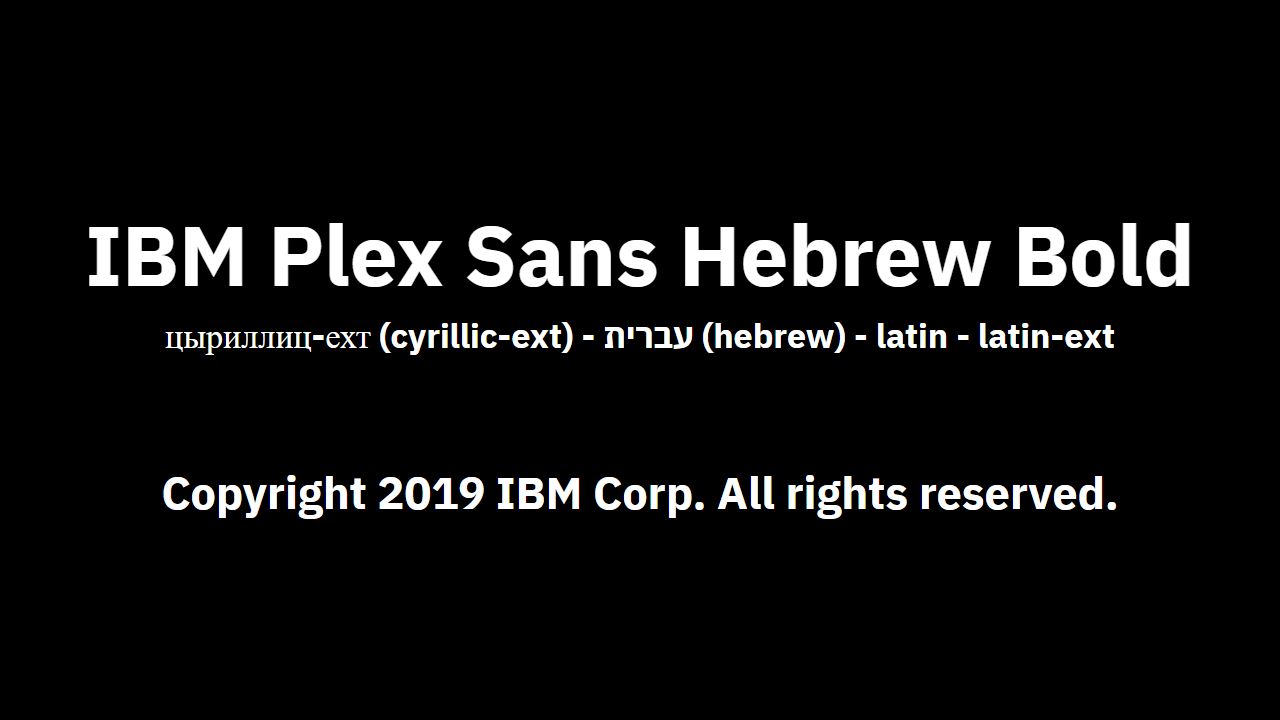 IBM Plex Sans Hebrew Bold
цыриллиц-ехт (cyrillic-ext) - עברית (hebrew) - latin - latin-ext
Copyright 2019 IBM Corp. All rights reserved.